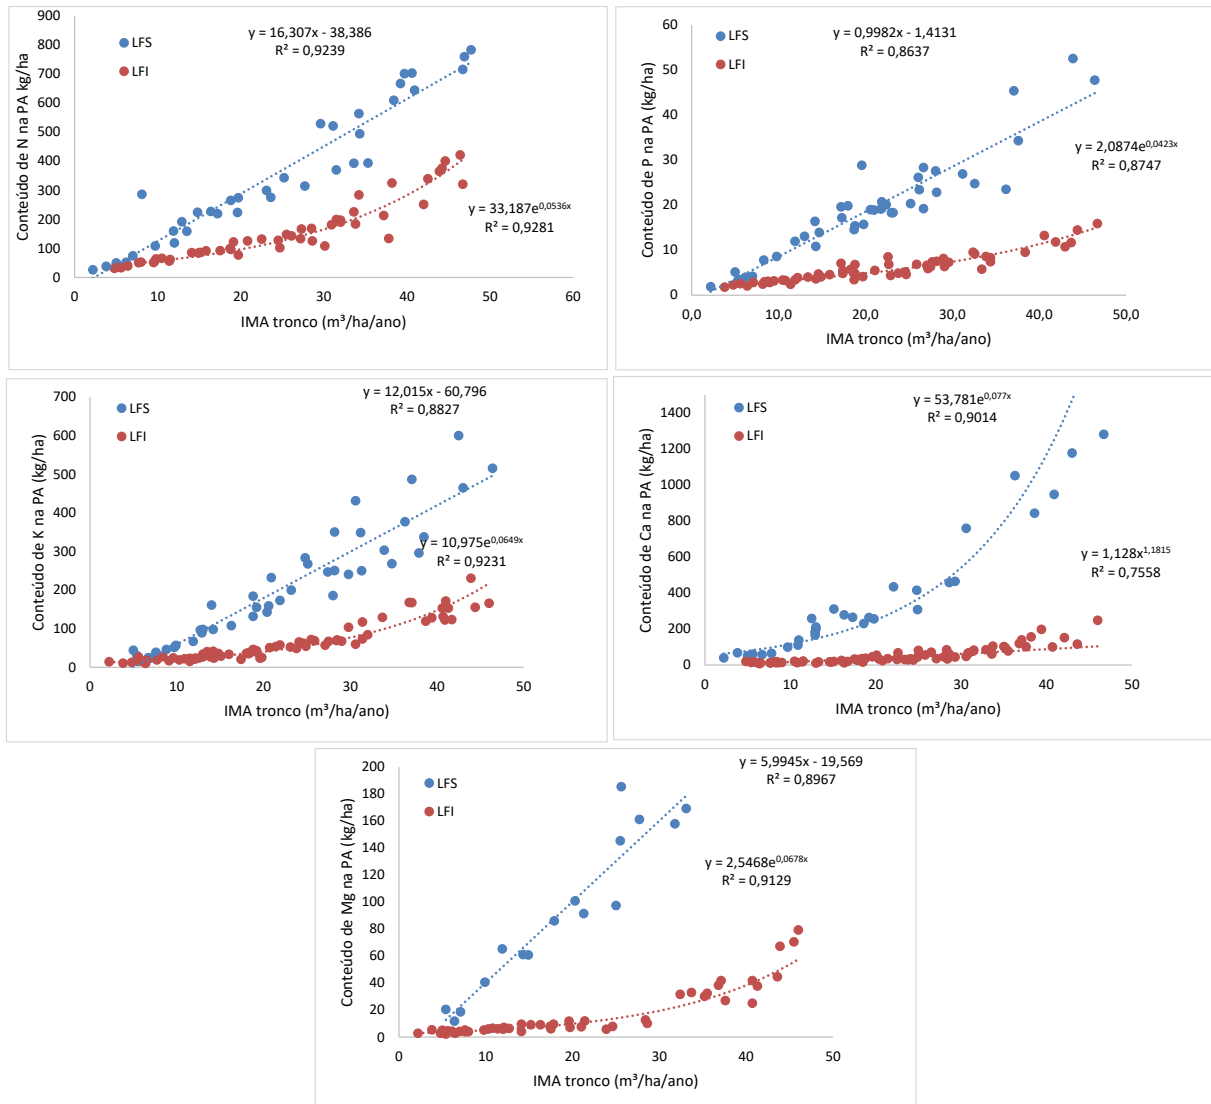 Conteúdo de N na PA kg/ha
900
800
700
600
500
400
300
200
100
0
LFS
LFI
y = 16,307x - 38,386
R² = 0,9239
y = 33,187e^0,0536x
R² = 0,9281
0 10 20 30 40 50 60
IMA tronco (m³/ha/ano)
Conteúdo de P na PA (kg/ha)
60
50
40
30
20
10
0
LFS
LFI
y = 0,9982x - 1,4131
R² = 0,8637
y = 2,0874e^0,0423x
R² = 0,8747
0,0 10,0 20,0 30,0 40,0 50,0
IMA tronco (m³/ha/ano)
Conteúdo de K na PA (kg/ha)
700
600
500
400
300
200
100
0
LFS
LFI
y = 12,015x - 60,796
R² = 0,8827
y = 10,975e^0,0649x
R² = 0,9231
0 10 20 30 40 50
IMA tronco (m³/ha/ano)
Conteúdo de Ca na PA (kg/ha)
1400
1200
1000
800
600
400
200
0
LFS
LFI
y = 53,781e^0,077x
R² = 0,9014
y = 1,128x^1,1815
R² = 0,7558
0 10 20 30 40 50
IMA tronco (m³/ha/ano)
Conteúdo de Mg na PA (kg/ha)
200
180
160
140
120
100
80
60
40
20
0
LFS
LFI
y = 5,9945x - 19,569
R² = 0,8967
y = 2,5468e^0,0678x
R² = 0,9129
0 10 20 30 40 50
IMA tronco (m³/ha/ano)